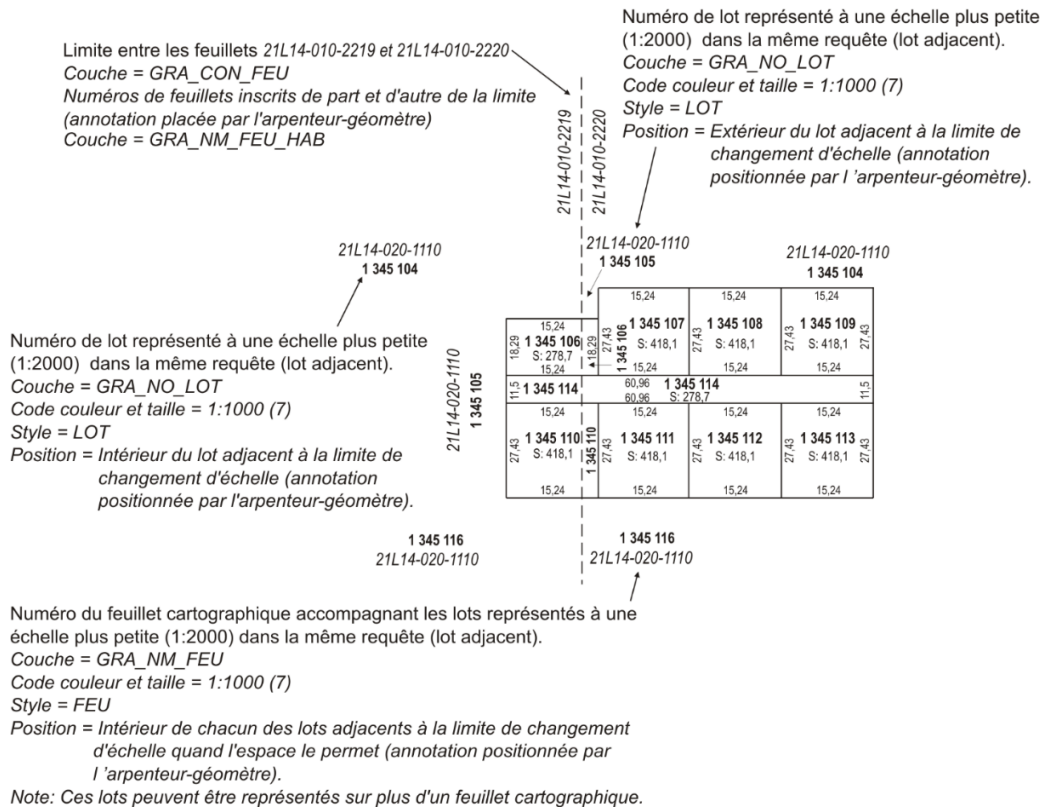 Limite entre les feuillets 21L14-010-2219 et 21L14-010-2220
Couche = GRA_CON_FEU
Numéros de feuillets inscrits de part et d'autre de la limite
(annotation placée par l'arpenteur-géomètre)
Couche = GRA_NM_FEU_HAB
Numéro de lot représenté à une échelle plus petite
(1:2000) dans la même requête (lot adjacent).
Couche = GRA_NO_LOT
Code couleur et taille = 1:1000 (7)
Style = LOT
Position = Extérieur du lot adjacent à la limite de
changement d'échelle (annotation
positionnée par l 'arpenteur-géomètre).
21L14-010-2219
21L14-010-2220
21L14-020-1110
1 345 104
21L14-020-1110
1 345 105
21L14-020-1110
1 345 104
Numéro de lot représenté à une échelle plus petite
(1:2000) dans la même requête (lot adjacent).
Couche = GRA_NO_LOT
Code couleur et taille = 1:1000 (7)
Style = LOT
Position = Intérieur du lot adjacent à la limite de
changement d'échelle (annotation
positionnée par l'arpenteur-géomètre).
21L14-020-1110
1 345 105
15,24
18,29
1 345 106
S: 278,7
18,29
15,24
1 345 106
15,24
27,43
1 345 107
S: 418,1
15,24
15,24
27,43
1 345 108
S: 418,1
15,24
15,24
27,43
1 345 109
S: 418,1
27,43
15,24
11,5
1 345 114
60,96
1 345 114
60,96
S: 278,7
11,5
15,24
27,43
1 345 110
S: 418,1
15,24
1 345 110
15,24
27,43
1 345 111
S: 418,1
15,24
15,24
27,43
1 345 112
S: 418,1
15,24
15,24
27,43
1 345 113
S: 418,1
27,43
15,24
1 345 116
21L14-020-1110
1 345 116
21L14-020-1110
Numéro du feuillet cartographique accompagnant les lots représentés à une
échelle plus petite (1:2000) dans la même requête (lot adjacent).
Couche = GRA_NM_FEU
Code couleur et taille = 1:1000 (7)
Style = FEU
Position = Intérieur de chacun des lots adjacents à la limite de changement
d'échelle quand l'espace le permet (annotation positionnée par
l 'arpenteur-géomètre).
Note: Ces lots peuvent être représentés sur plus d'un feuillet cartographique.